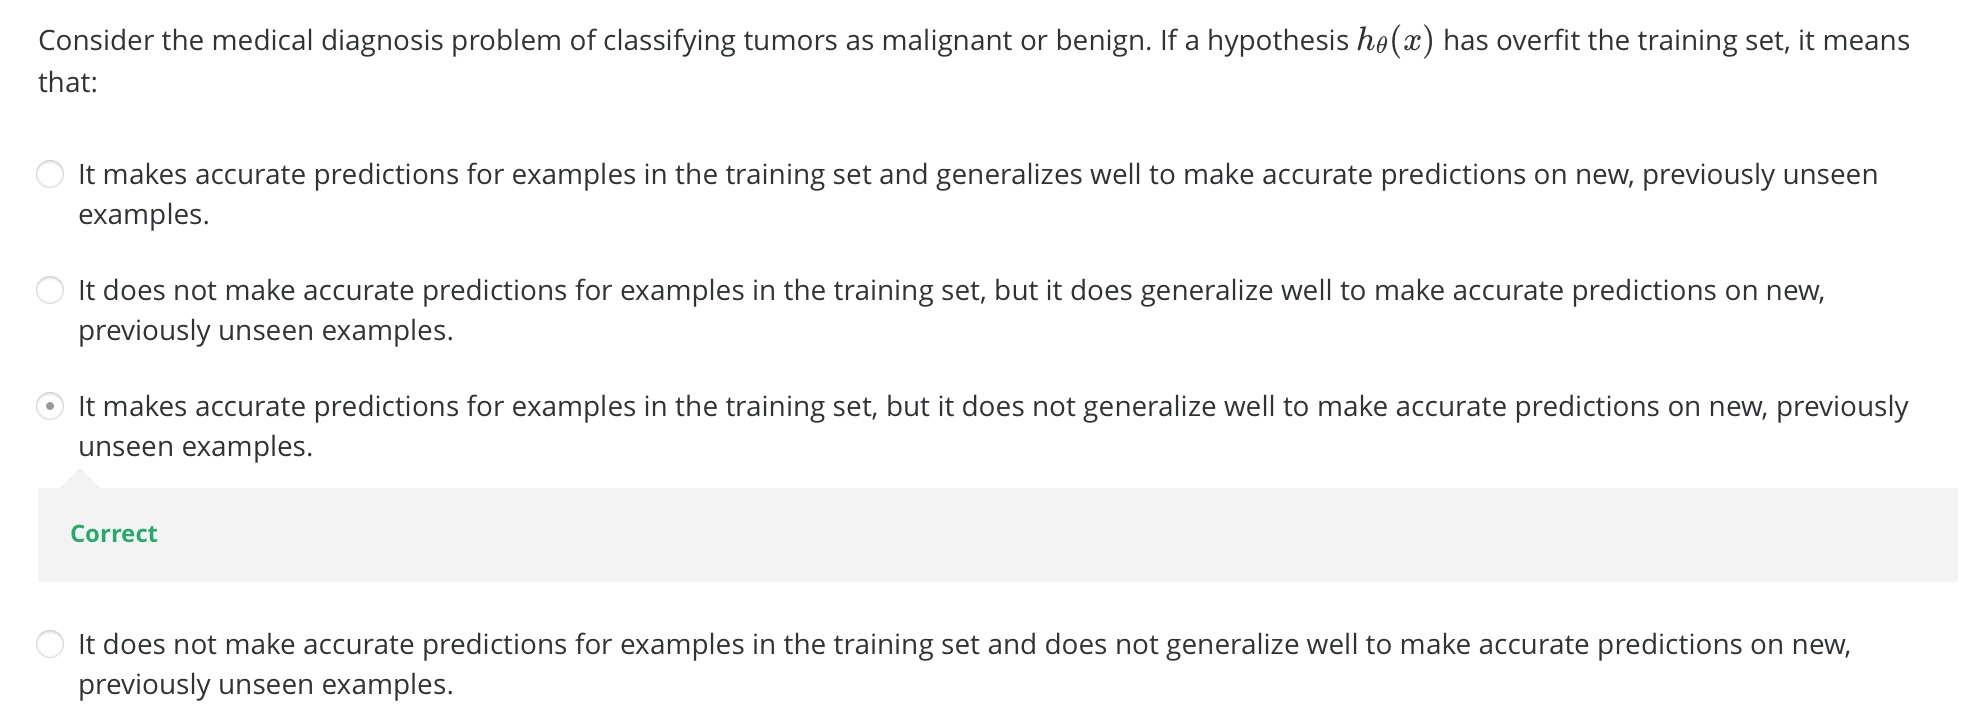 Consider the medical diagnosis problem of classifying tumors as malignant or benign. If a hypothesis hθ(x) has overfit the training set, it means
that:
It makes accurate predictions for examples in the training set and generalizes well to make accurate predictions on new, previously unseen
examples.
It does not make accurate predictions for examples in the training set, but it does generalize well to make accurate predictions on new,
previously unseen examples.
It makes accurate predictions for examples in the training set, but it does not generalize well to make accurate predictions on new, previously
unseen examples.
Correct
It does not make accurate predictions for examples in the training set and does not generalize well to make accurate predictions on new,
previously unseen examples.